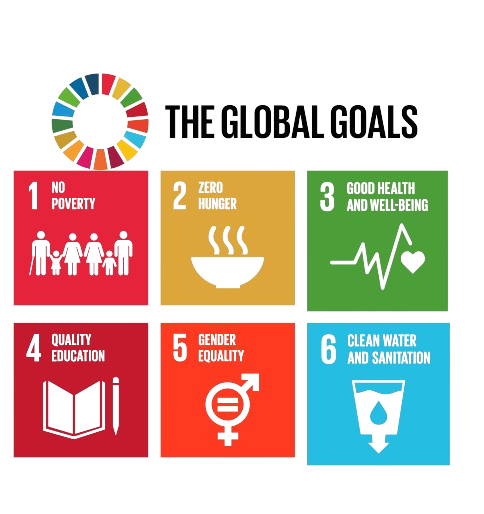 THE GLOBAL GOALS
1 NO
POVERTY
2 ZERO
HUNGER
3 GOOD HEALTH
AND WELL-BEING
4 QUALITY
EDUCATION
5 GENDER
EQUALITY
6 CLEAN WATER
AND SANITATION